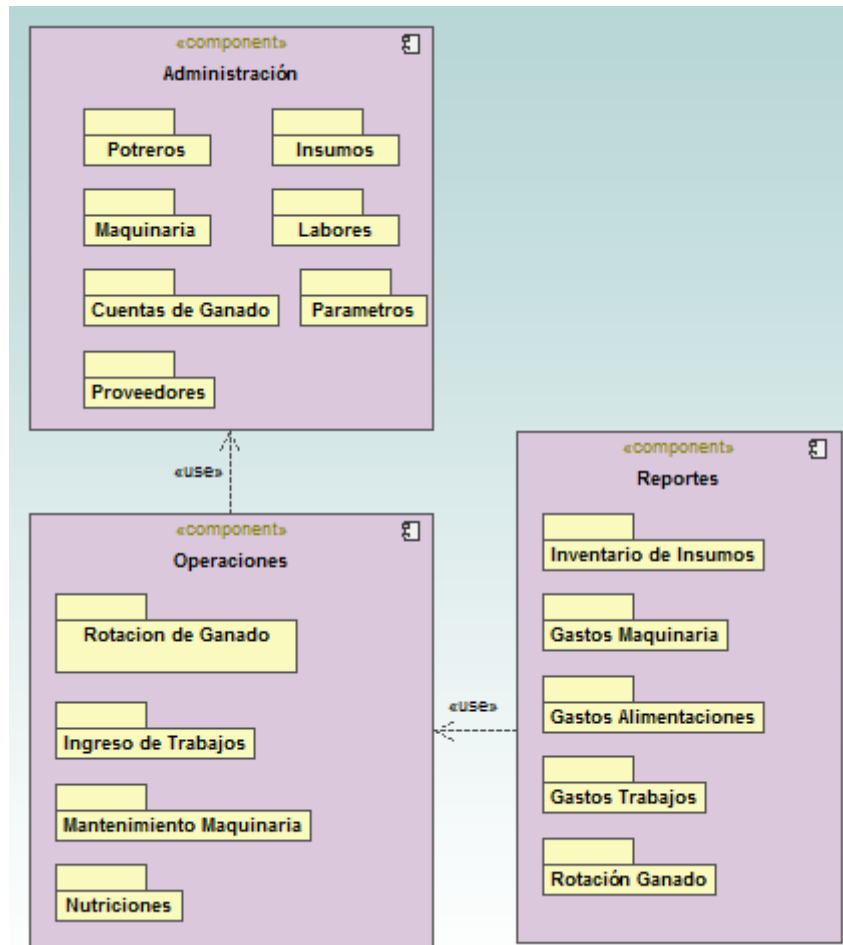 «component»
Administración
Potreros
Insumos
Maquinaria
Labores
Cuentas de Ganado
Parametros
Proveedores
«use»
«component»
Operaciones
Rotacion de Ganado
Ingreso de Trabajos
Mantenimiento Maquinaria
Nutriciones
«use»
«component»
Reportes
Inventario de Insumos
Gastos Maquinaria
Gastos Alimentaciones
Gastos Trabajos
Rotación Ganado